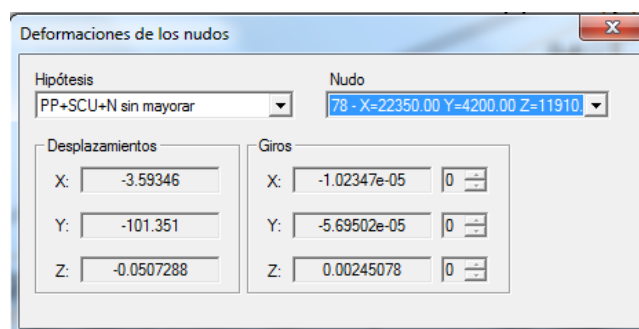 Deformaciones de los nudos
Hipótesis
Nudo
PP+SCU+N sin mayorar
78 - X=22350.00 Y=4200.00 Z=11910.
Desplazamientos
Giros
X: -3.59346
X: -1.02347e-05 0
Y: -101.351
Y: -5.69502e-05 0
Z: -0.0507288
Z: 0.00245078 0